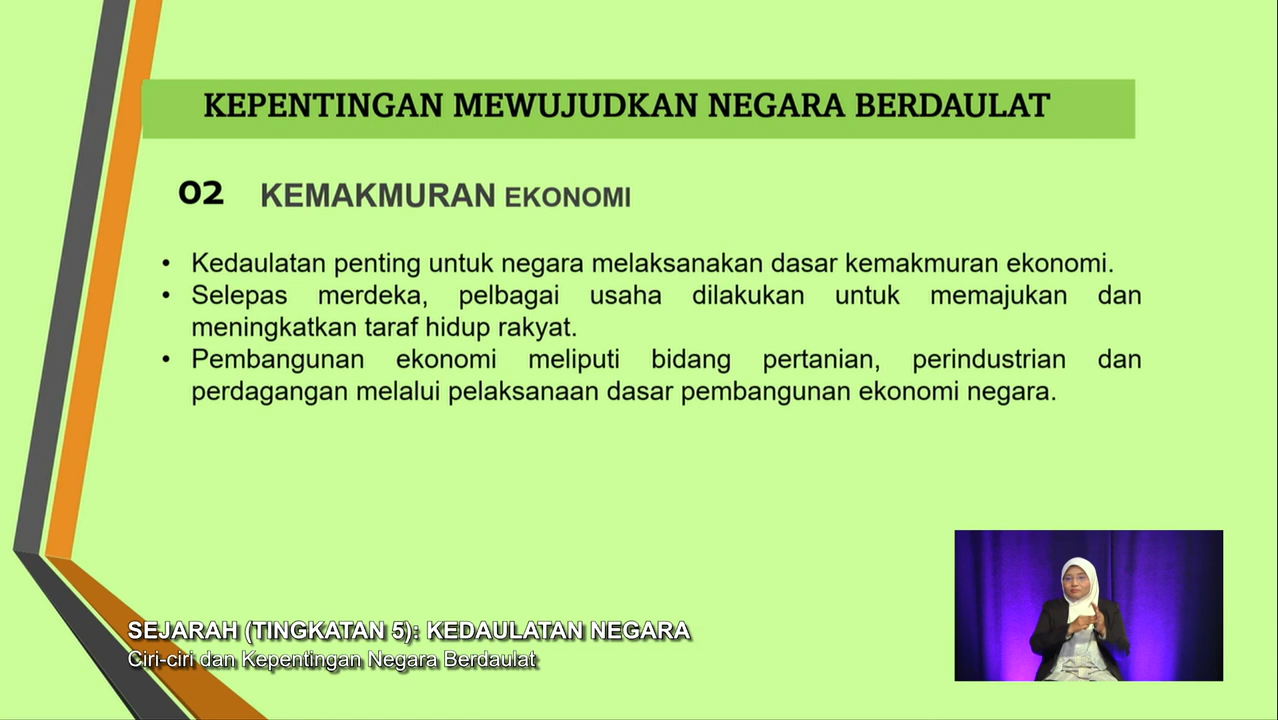 KEPENTINGAN MEWUJUDKAN NEGARA BERDAULAT
02 KEMAKMURAN EKONOMI
• Kedaulatan penting untuk negara melaksanakan dasar kemakmuran ekonomi.
• Selepas merdeka, pelbagai usaha dilakukan untuk memajukan dan
meningkatkan taraf hidup rakyat.
• Pembangunan ekonomi meliputi bidang pertanian, perindustrian dan
perdagangan melalui pelaksanaan dasar pembangunan ekonomi negara.
SEJARAH (TINGKATAN 5): KEDAULATAN NEGARA
Ciri-ciri dan Kepentingan Negara Berdaulat